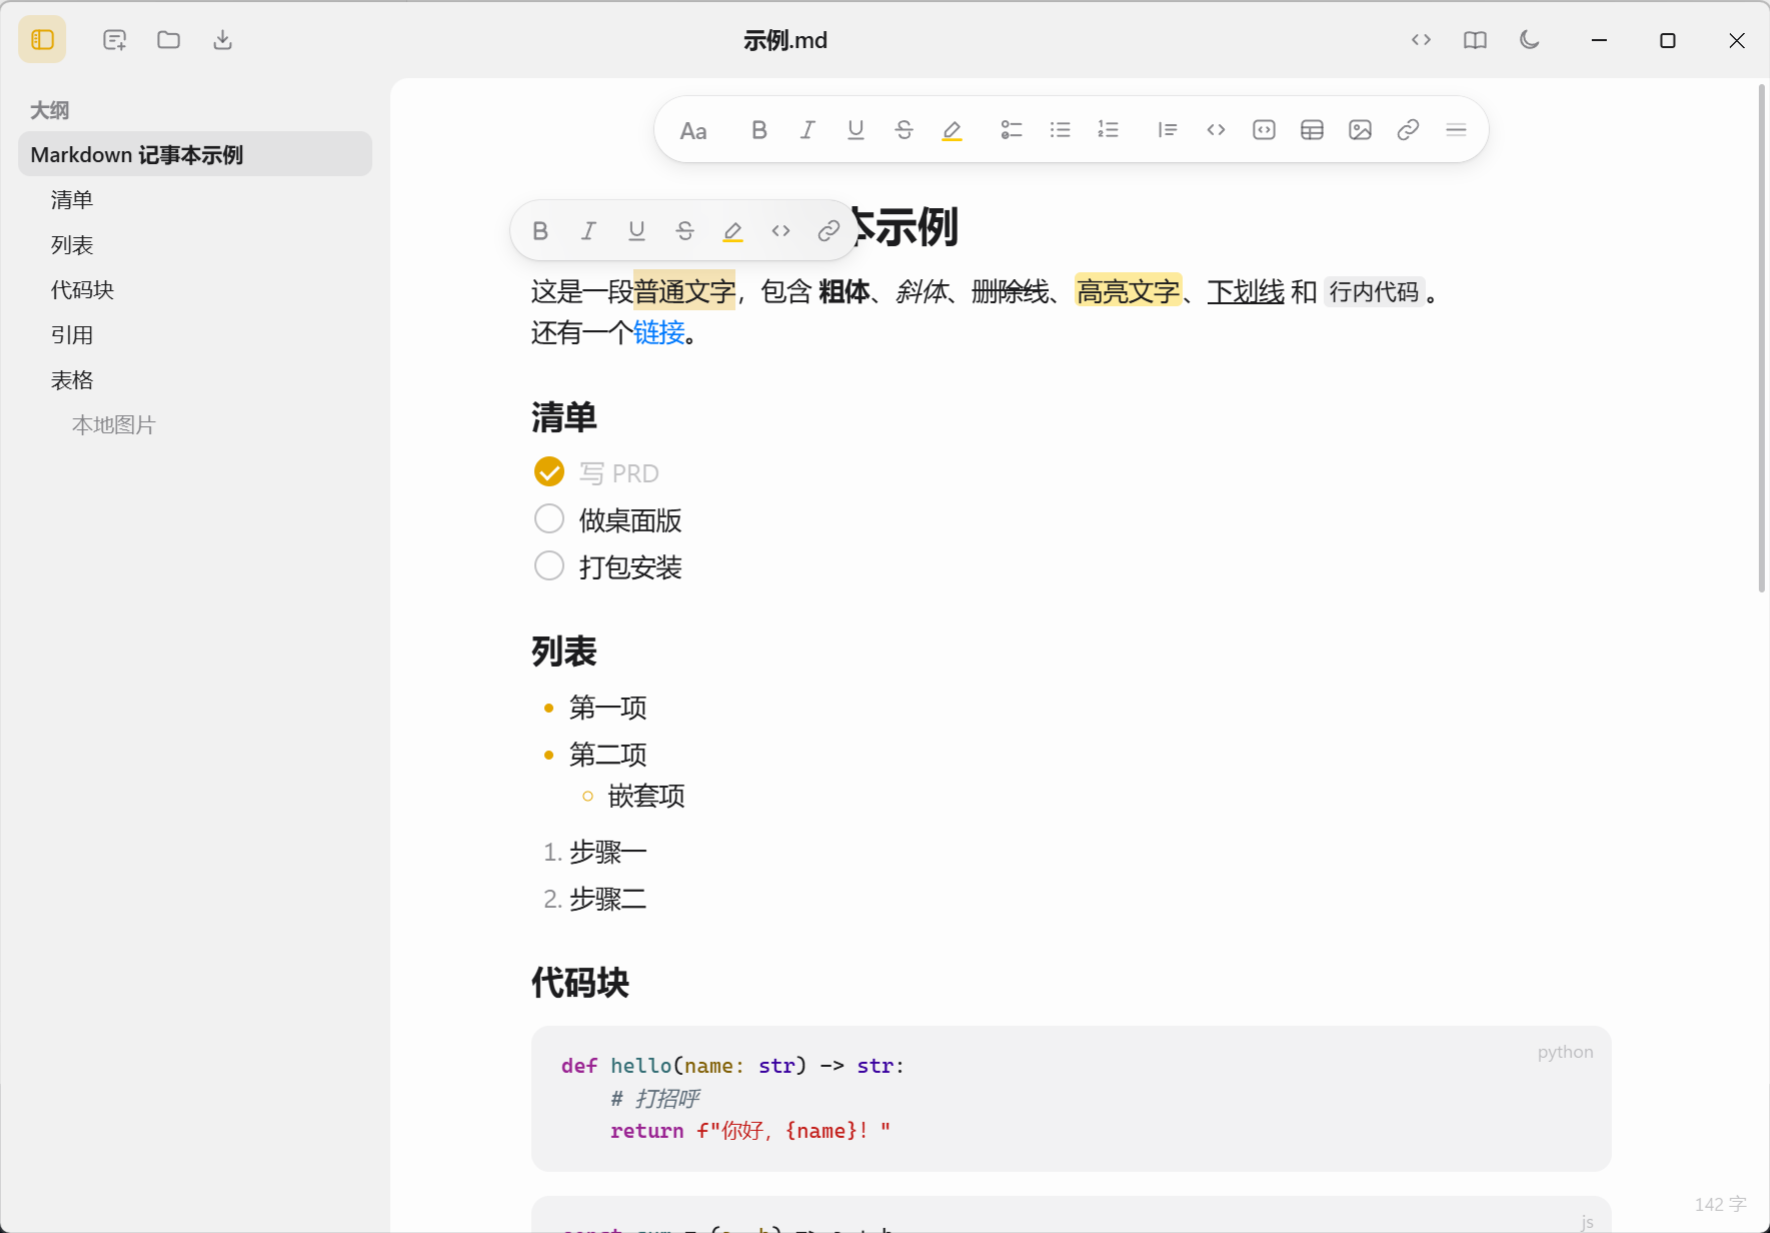 示例.md
大纲
Markdown 记事本示例
清单
列表
代码块
引用
表格
本地图片
Aa B I U S
B I U S
本示例
这是一段普通文字，包含 粗体、斜体、删除线、高亮文字、下划线 和 行内代码。
还有一个链接。
清单
写 PRD
做桌面版
打包安装
列表
第一项
第二项
嵌套项
1. 步骤一
2. 步骤二
代码块
python
def hello(name: str) -> str:
# 打招呼
return f"你好，{name}！"
js
142 字